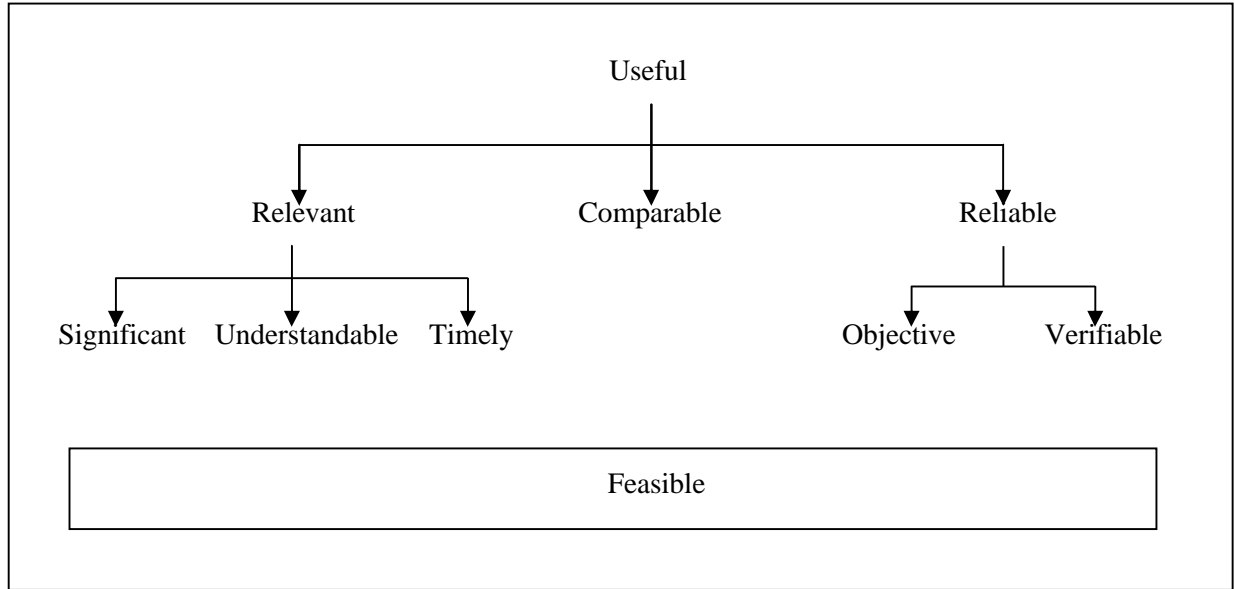 Useful
Relevant Comparable Reliable
Significant Understandable Timely Objective Verifiable
Feasible